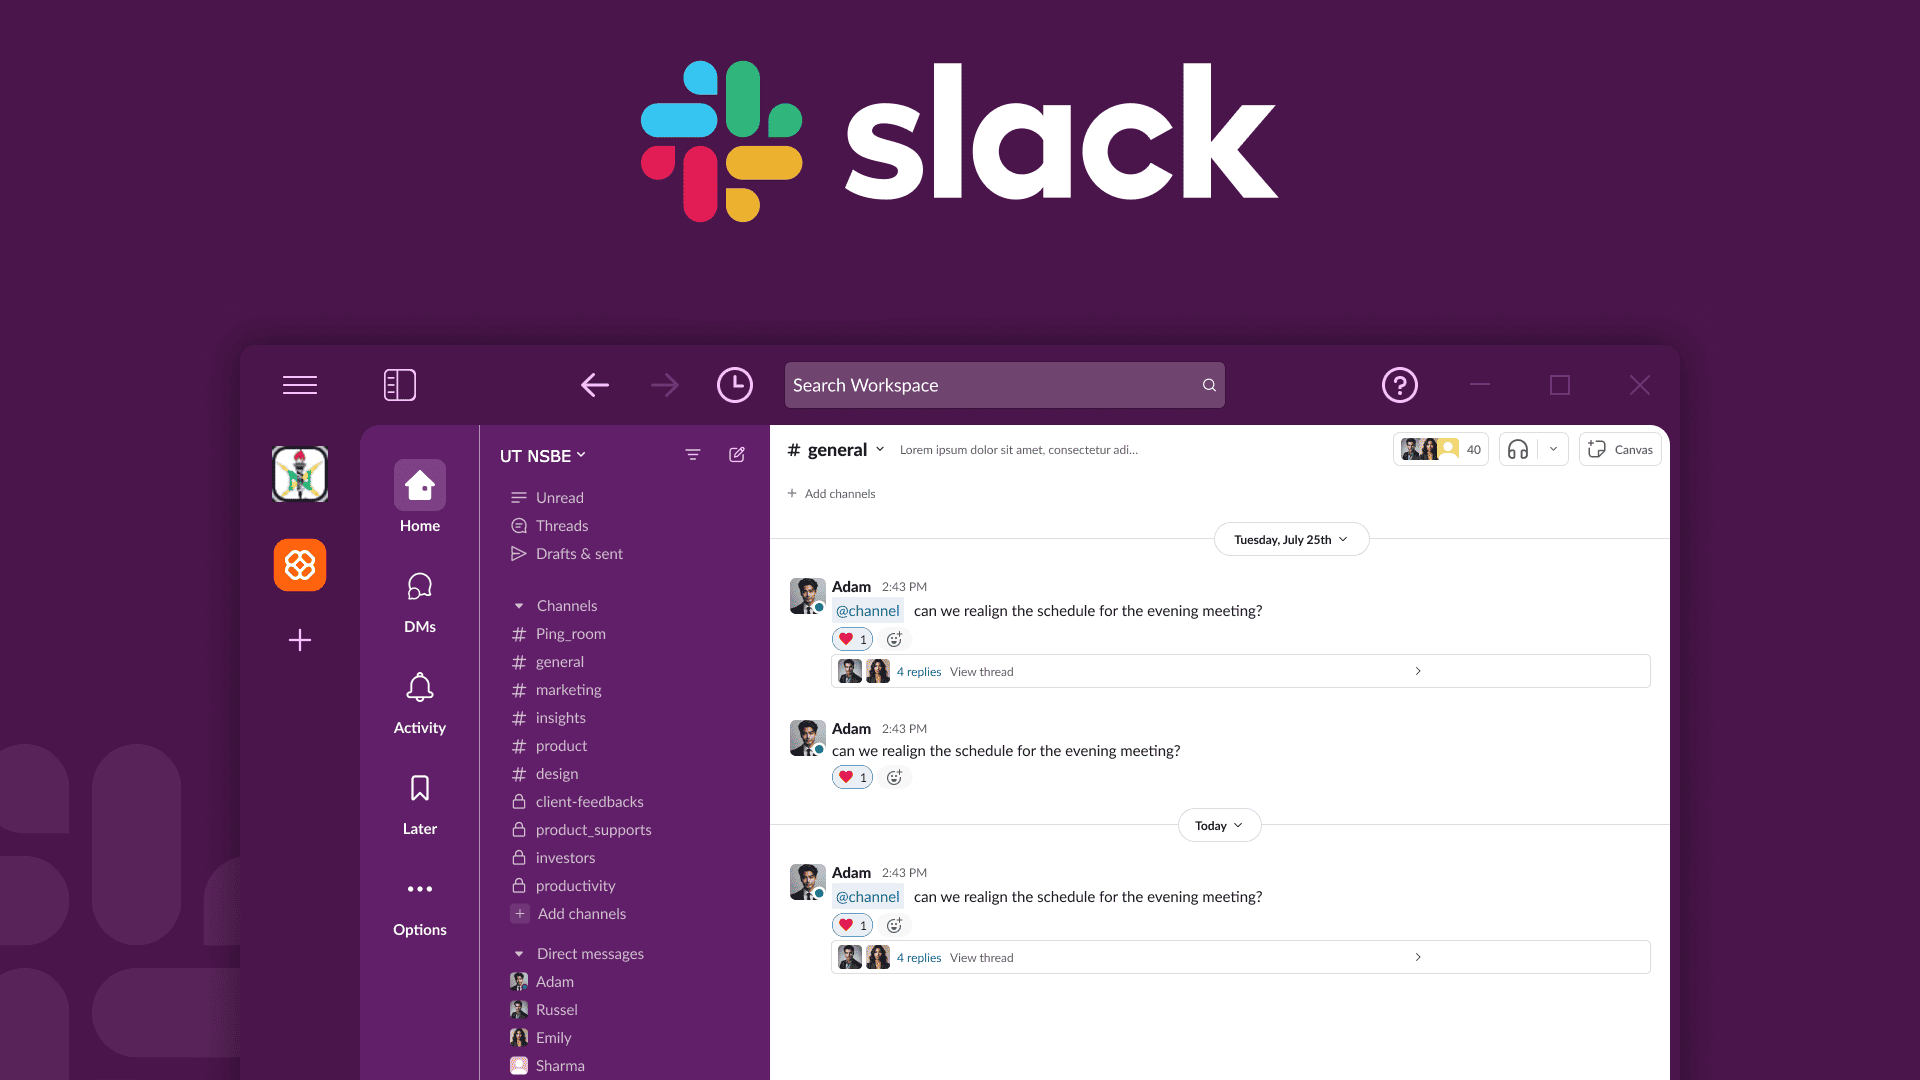 slack
Search Workspace
Home
DMs
Activity
Later
Options
UT NSBE
Unread
Threads
Drafts & sent
Channels
# Ping_room
# general
# marketing
# insights
# product
# design
client-feedbacks
product_supports
investors
productivity
+ Add channels
Direct messages
Adam
Russel
Emily
Sharma
# general Lorem ipsum dolor sit amet, consectetur adi... 40 Canvas
+ Add channels
Tuesday, July 25th
Adam 2:43 PM
@channel can we realign the schedule for the evening meeting?
1
4 replies View thread
Adam 2:43 PM
can we realign the schedule for the evening meeting?
1
Today
Adam 2:43 PM
@channel can we realign the schedule for the evening meeting?
1
4 replies View thread